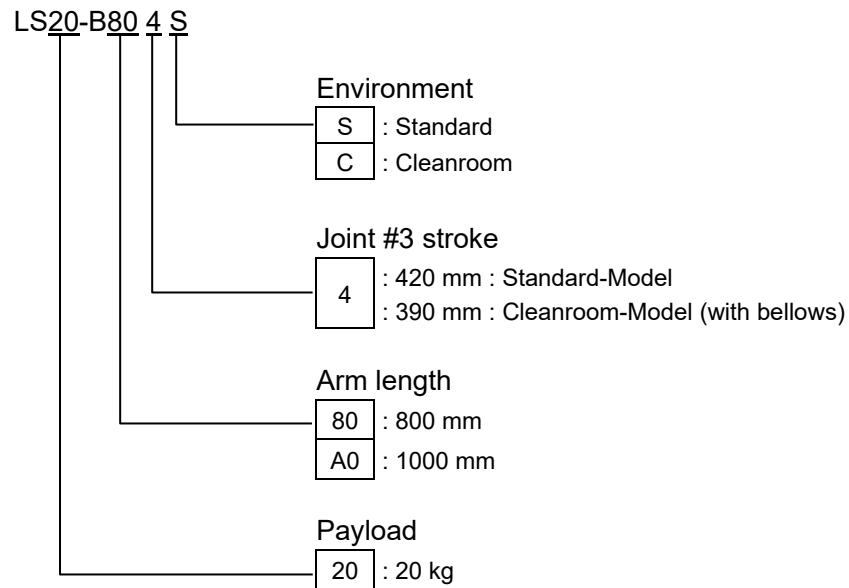 LS20-B80 4 S
Environment
S : Standard
C : Cleanroom
Joint #3 stroke
4 : 420 mm : Standard-Model
: 390 mm : Cleanroom-Model (with bellows)
Arm length
80 : 800 mm
A0 : 1000 mm
Payload
20 : 20 kg